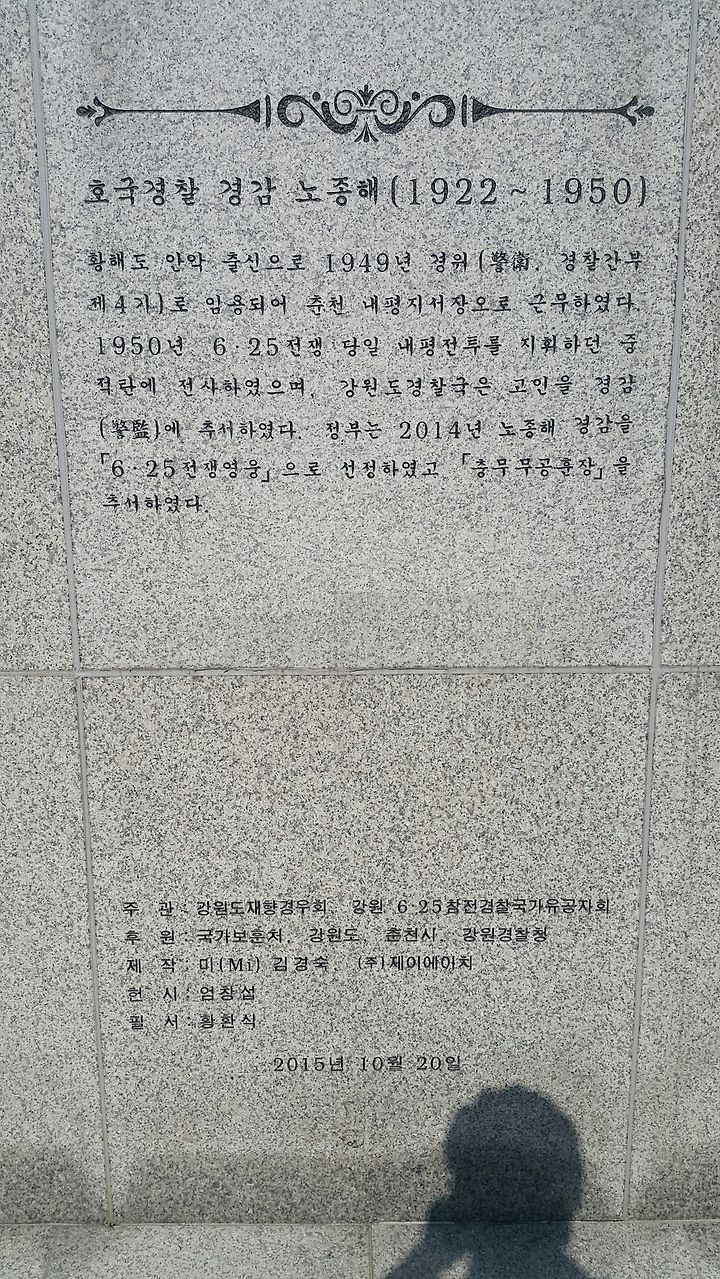 호국경찰 경감 노종해(1922~1950)
황해도 안악 출신으로 1949년 경위(警衛, 경찰간부
제4기)로 임용되어 춘천 내평지서장으로 근무하였다.
1950년 6·25전쟁 당일 내평전투를 지휘하던 중
적탄에 전사하였으며, 강원도경찰국은 고인을 경감
(警監)에 추서하였다. 정부는 2014년 노종해 경감을
「6·25전쟁영웅」으로 선정하였고 「충무무공훈장」을
추서하였다.
주 관 : 강원도재향경우회, 강원 6·25참전경찰국가유공자회
후 원 : 국가보훈처, 강원도, 춘천시, 강원경찰청
제 작 : 미(Mi) 김경숙, (주)제이에이치
헌 시 : 엄창섭
필 서 : 황환식
2015년 10월 20일